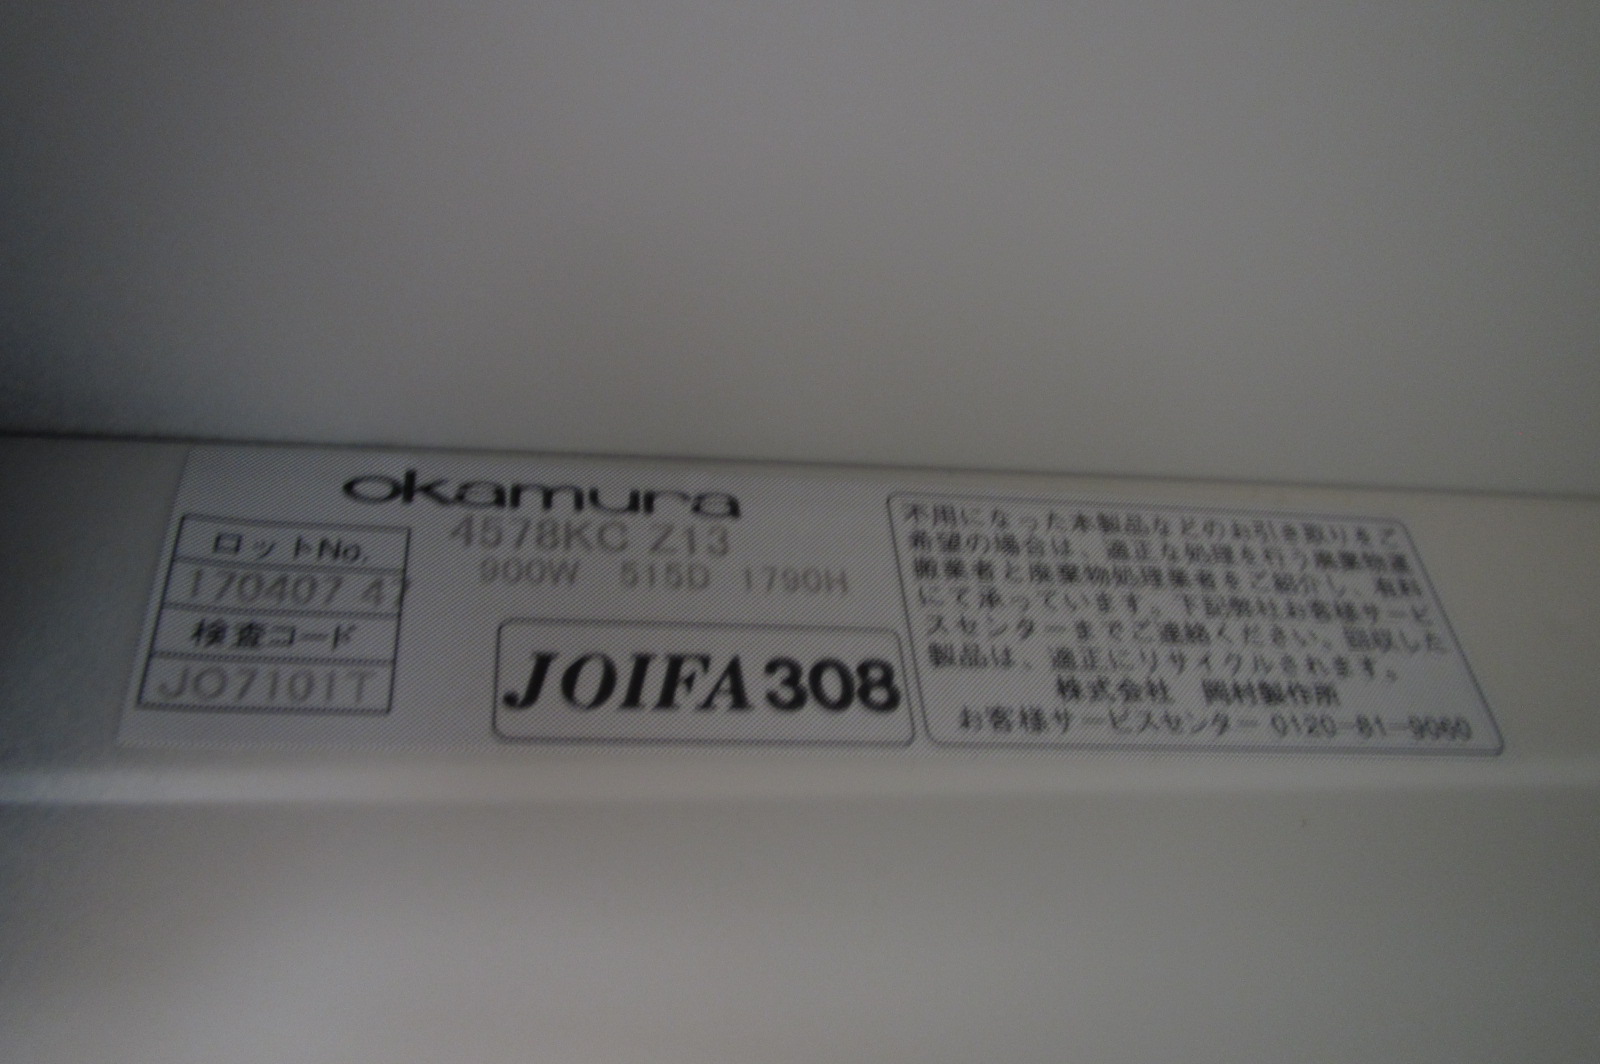 okamura
4578KC Z13
900W 515D 1790H
ロットNo.
170407 47
検査コード
JO7101T
JOIFA308
不用になった本製品などのお引き取りをご
希望の場合は、適正な処理を行う廃棄物運
搬業者と廃棄物処理業者をご紹介し、有料
にて承っています。下記弊社お客様サービ
スセンターまでご連絡ください。回収した
製品は、適正にリサイクルされます。
株式会社 岡村製作所
お客様サービスセンター 0120-81-9060